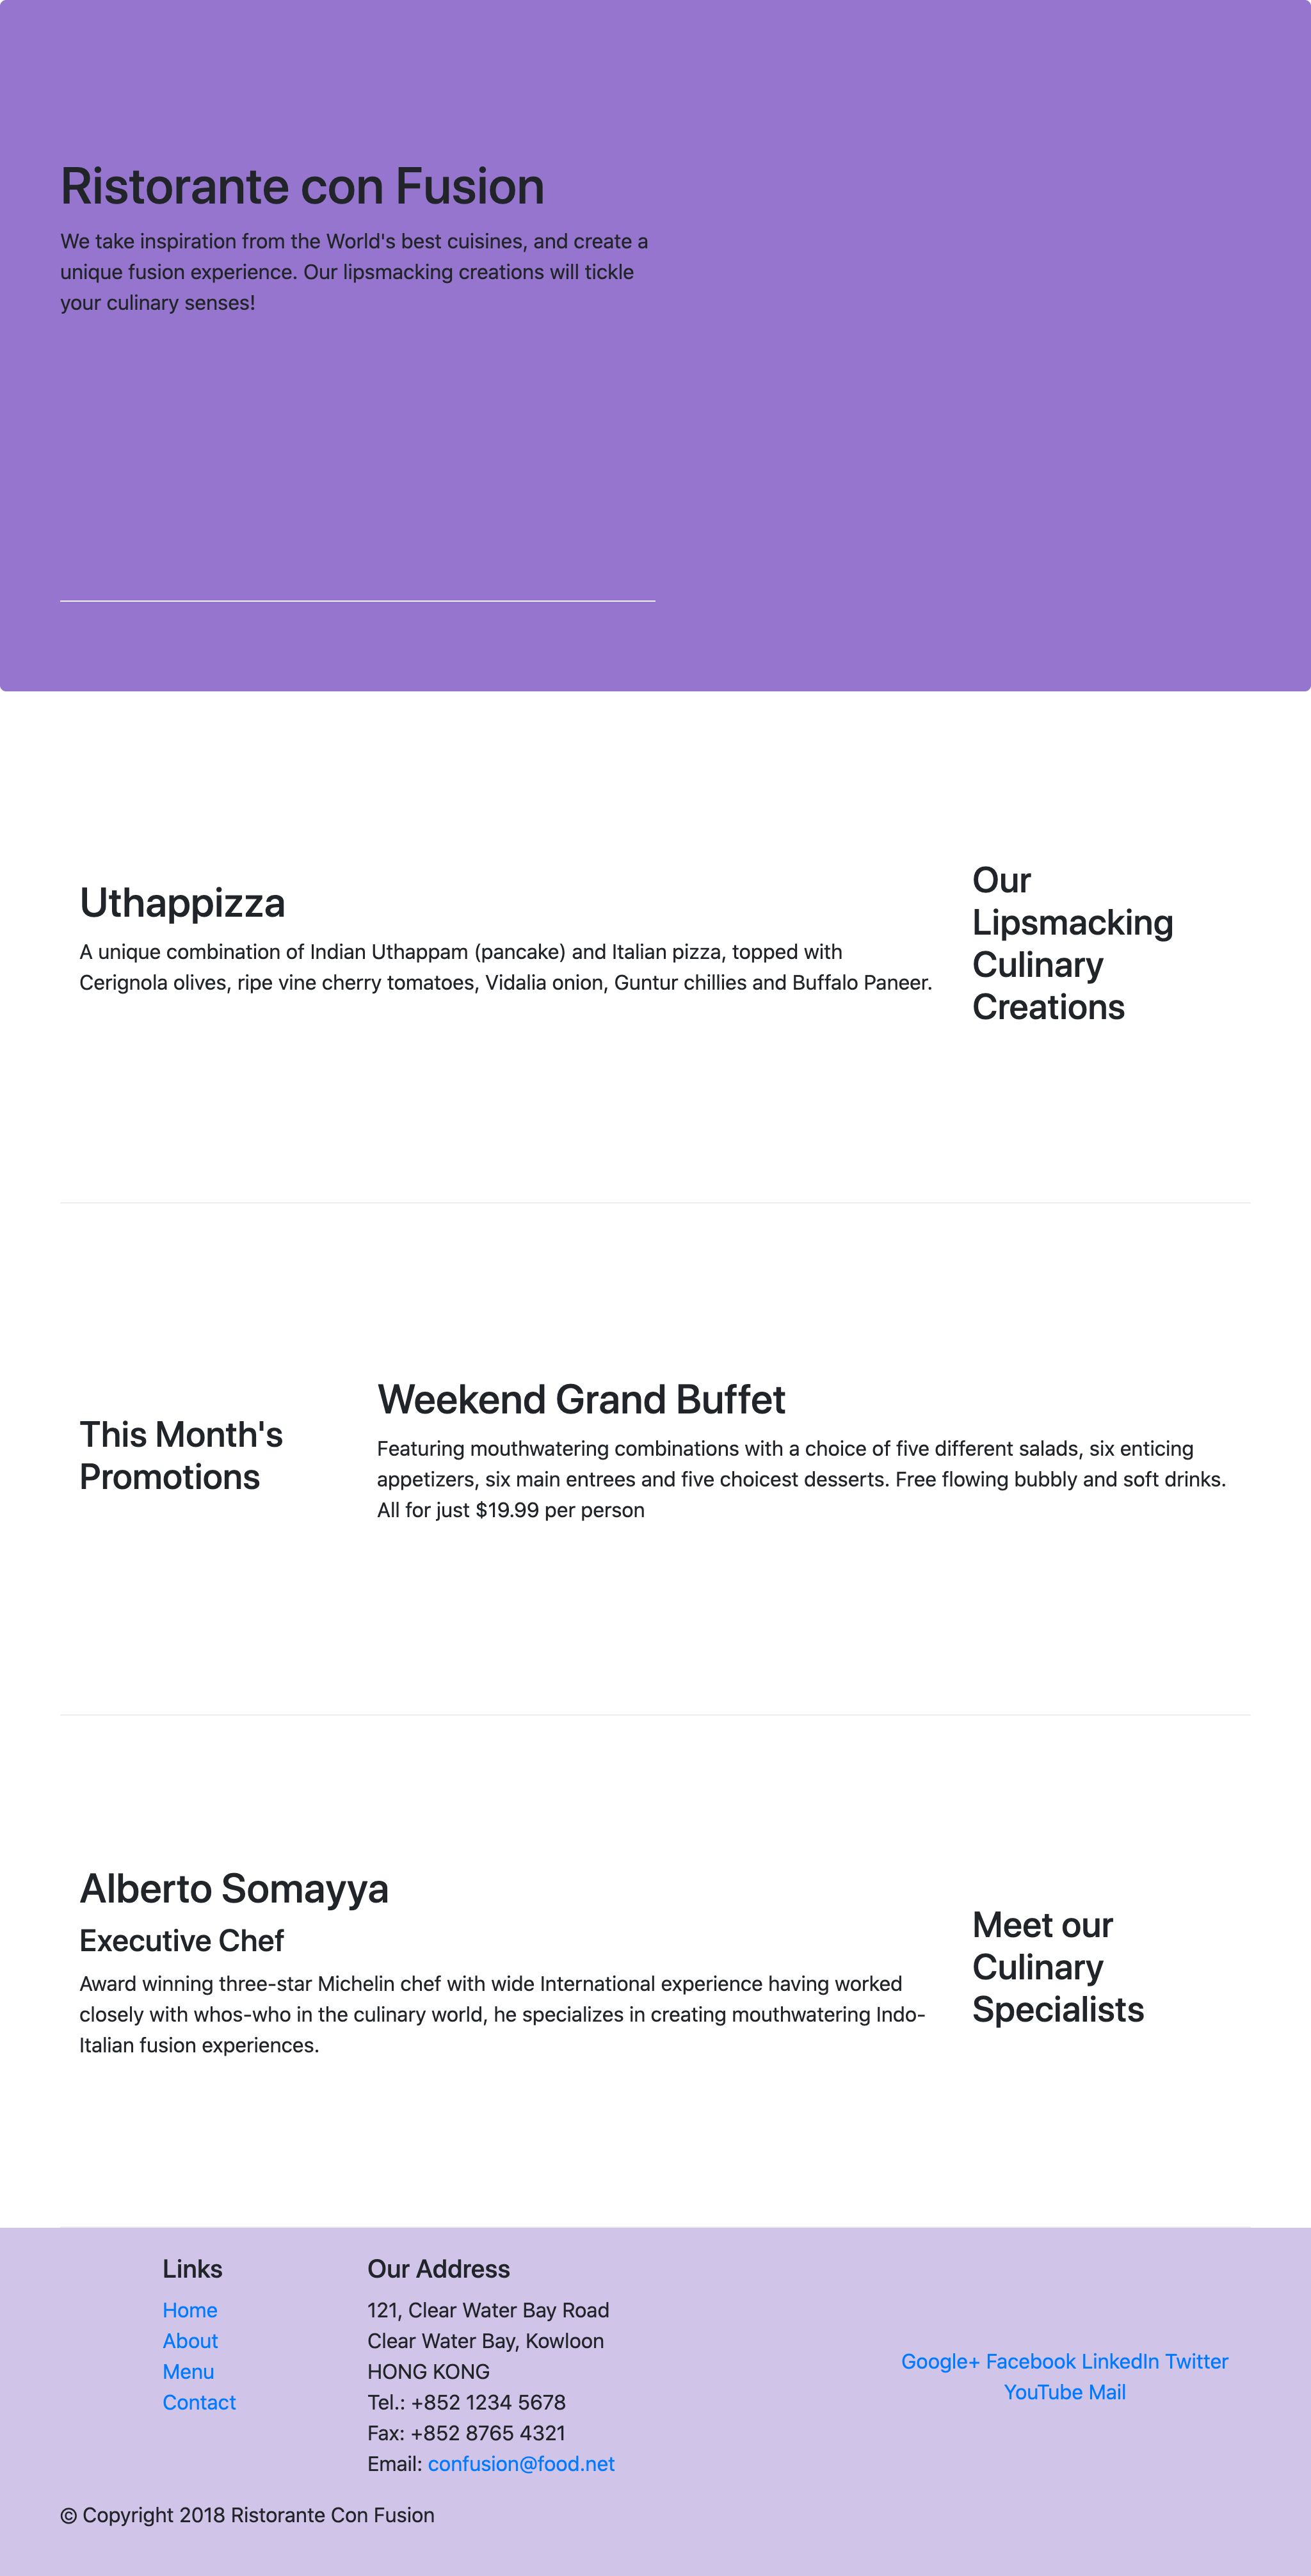 Ristorante con Fusion
We take inspiration from the World's best cuisines, and create a
unique fusion experience. Our lipsmacking creations will tickle
your culinary senses!
Uthappizza
A unique combination of Indian Uthappam (pancake) and Italian pizza, topped with
Cerignola olives, ripe vine cherry tomatoes, Vidalia onion, Guntur chillies and Buffalo Paneer.
Our
Lipsmacking
Culinary
Creations
This Month's
Promotions
Weekend Grand Buffet
Featuring mouthwatering combinations with a choice of five different salads, six enticing
appetizers, six main entrees and five choicest desserts. Free flowing bubbly and soft drinks.
All for just $19.99 per person
Alberto Somayya
Executive Chef
Award winning three-star Michelin chef with wide International experience having worked
closely with whos-who in the culinary world, he specializes in creating mouthwatering Indo-
Italian fusion experiences.
Meet our
Culinary
Specialists
Links
Home
About
Menu
Contact
Our Address
121, Clear Water Bay Road
Clear Water Bay, Kowloon
HONG KONG
Tel.: +852 1234 5678
Fax: +852 8765 4321
Email: confusion@food.net
Google+ Facebook LinkedIn Twitter
YouTube Mail
© Copyright 2018 Ristorante Con Fusion